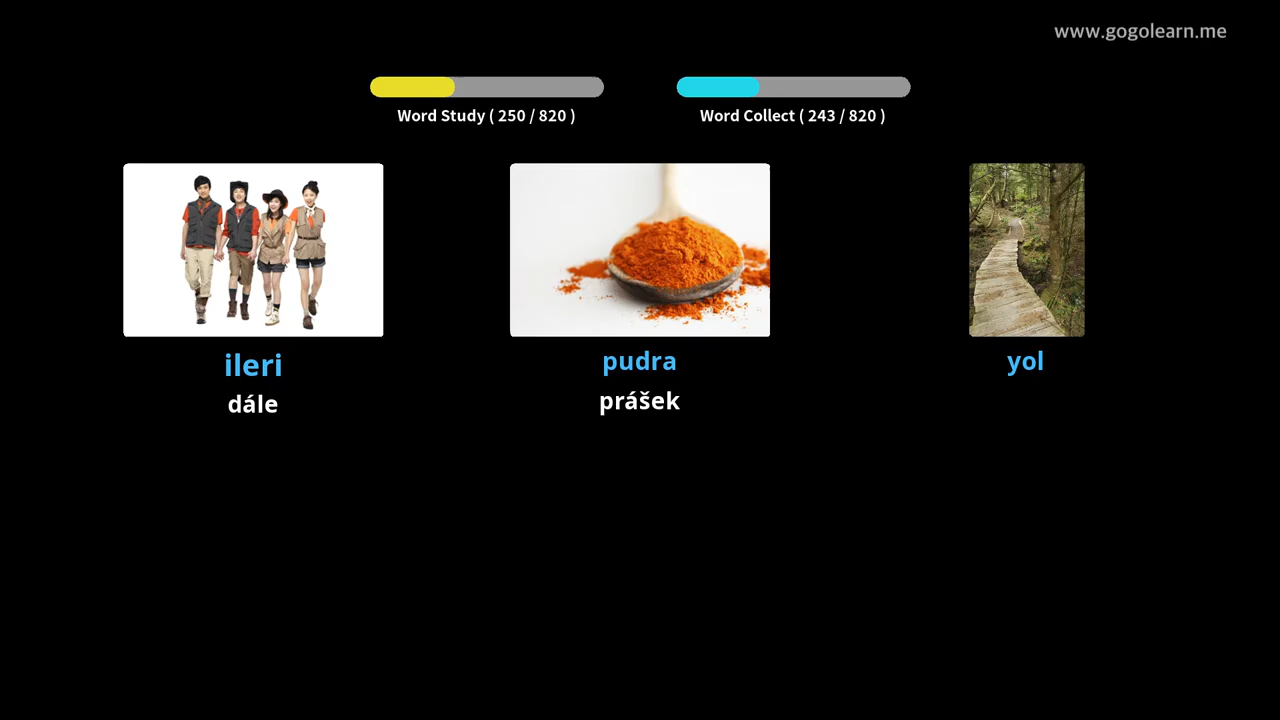 www.gogolearn.me
Word Study ( 250 / 820 )
Word Collect ( 243 / 820 )
ileri
dále
pudra
prášek
yol